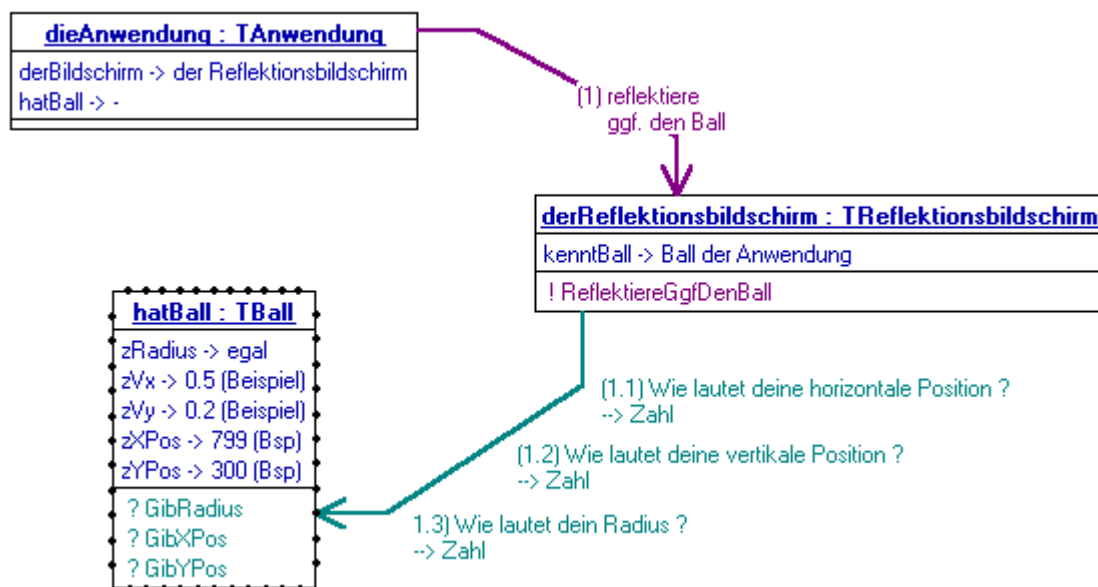 dieAnwendung : TAnwendung
derBildschirm -> der Reflektionsbildschirm
hatBall -> -
(1) reflektiere
ggf. den Ball
derReflektionsbildschirm : TReflektionsbildschirm
kenntBall -> Ball der Anwendung
! ReflektiereGgfDenBall
hatBall : TBall
zRadius -> egal
zVx -> 0.5 (Beispiel)
zVy -> 0.2 (Beispiel)
zXPos -> 799 (Bsp)
zYPos -> 300 (Bsp)
? GibRadius
? GibXPos
? GibYPos
(1.1) Wie lautet deine horizontale Position ?
--> Zahl
(1.2) Wie lautet deine vertikale Position ?
--> Zahl
1.3) Wie lautet dein Radius ?
--> Zahl